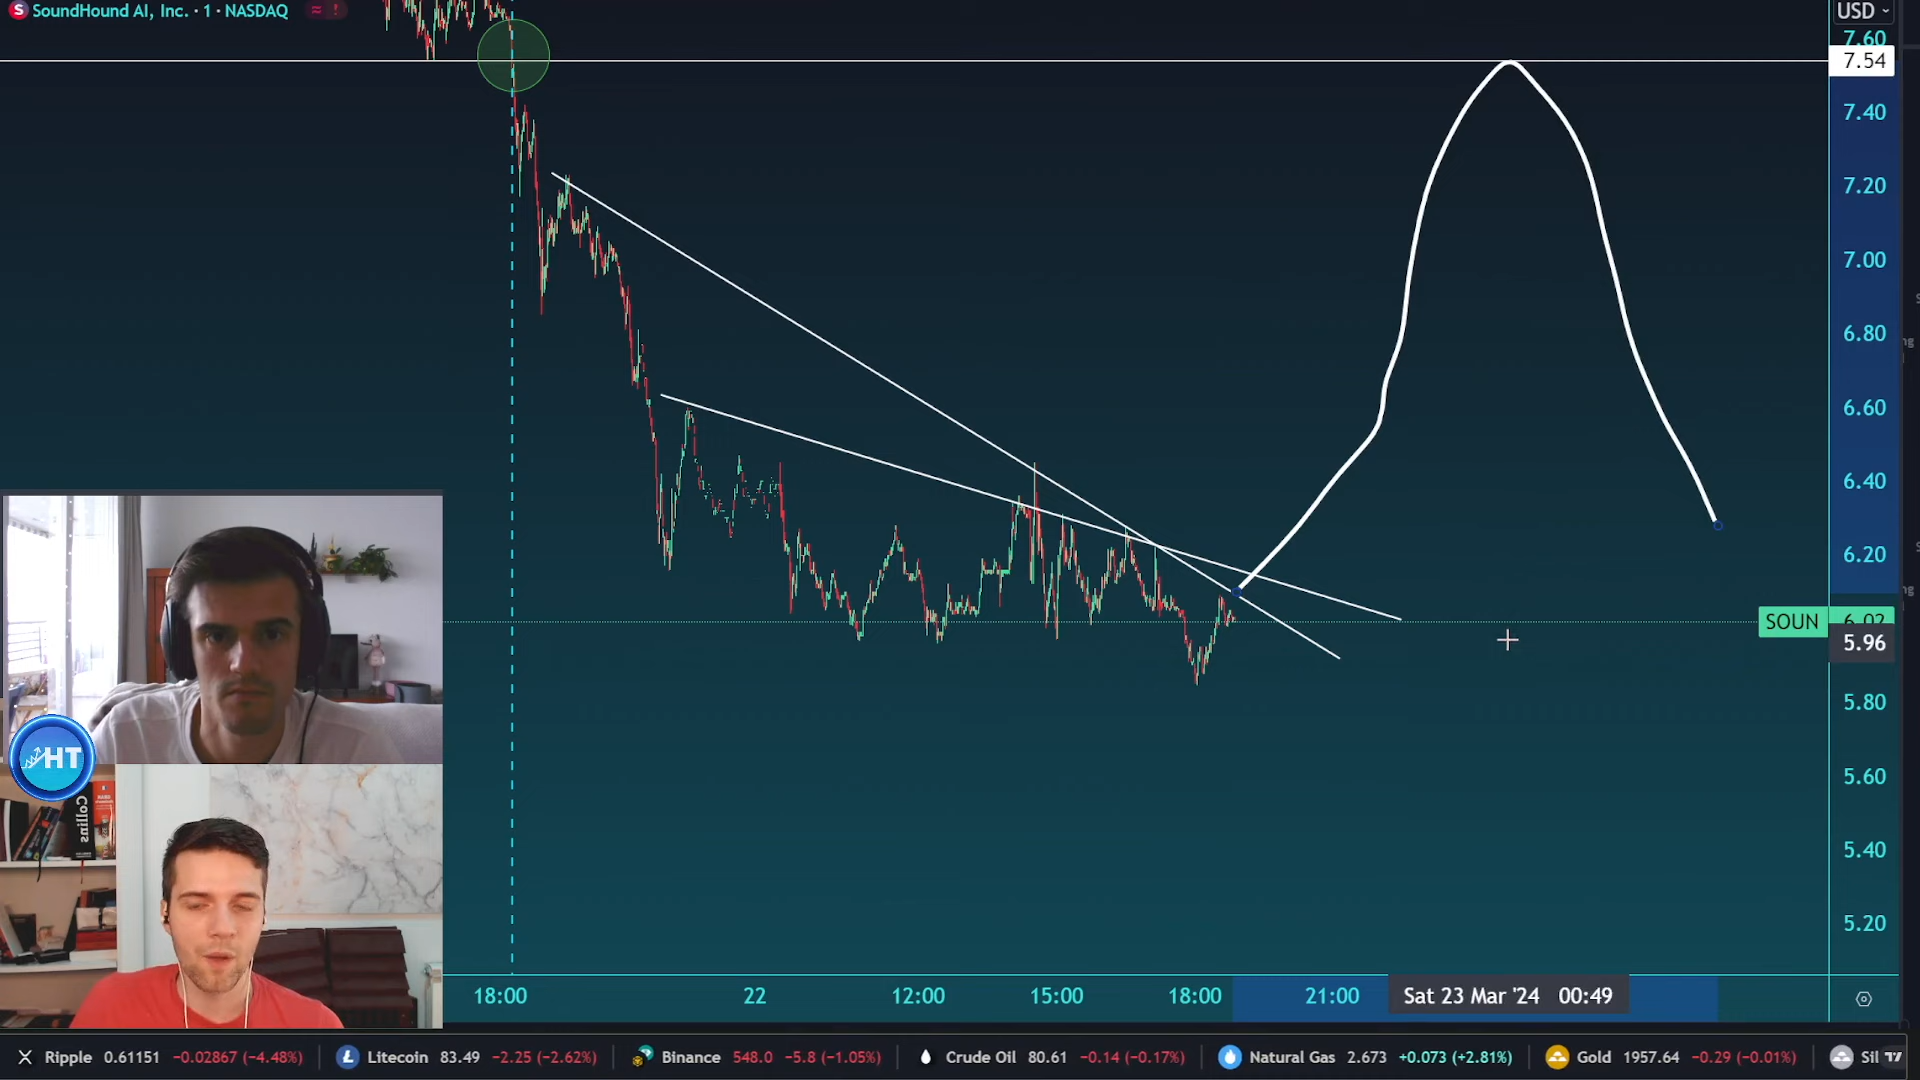 S SoundHound AI, Inc. · 1 · NASDAQ ≈ !
USD
7.60
7.54
7.40
7.20
7.00
6.80
6.60
6.40
6.20
SOUN 6.02
5.96
5.80
5.60
5.40
5.20
HT
Collins
18:00 22 12:00 15:00 18:00 21:00 Sat 23 Mar '24 00:49
Ripple 0.61151 -0.02867 (-4.48%) Litecoin 83.49 -2.25 (-2.62%) Binance 548.0 -5.8 (-1.05%) Crude Oil 80.61 -0.14 (-0.17%) Natural Gas 2.673 +0.073 (+2.81%) Gold 1957.64 -0.29 (-0.01%) Sil